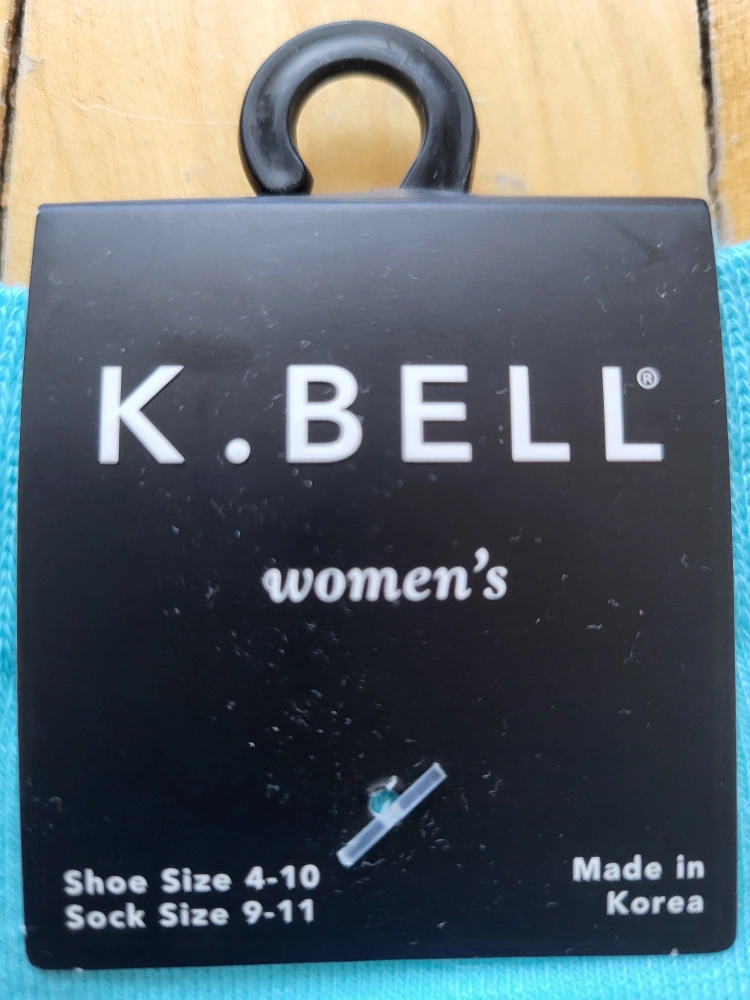 K.BELL®
women's
Shoe Size 4-10
Sock Size 9-11
Made in
Korea